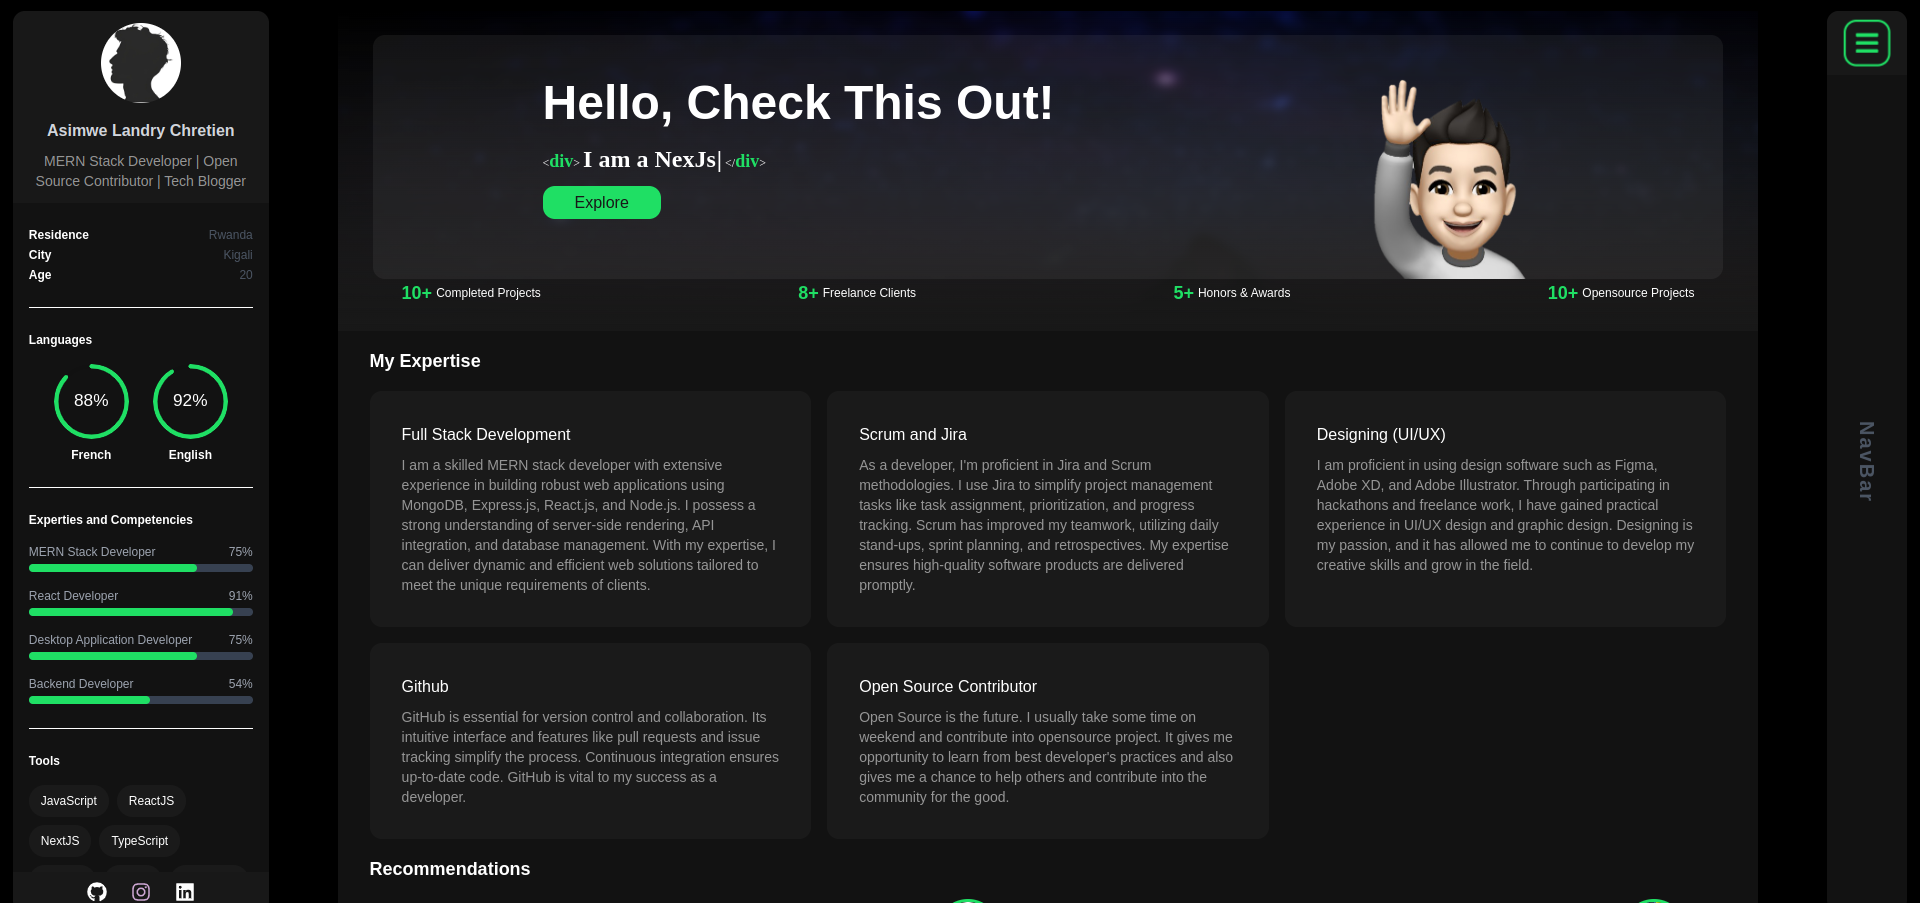 Asimwe Landry Chretien
MERN Stack Developer | Open
Source Contributor | Tech Blogger
Residence Rwanda
City Kigali
Age 20
Languages
88% 92%
French English
Experties and Competencies
MERN Stack Developer 75%
React Developer 91%
Desktop Application Developer 75%
Backend Developer 54%
Tools
JavaScript ReactJS
NextJS TypeScript
Hello, Check This Out!
<div> I am a NexJs| </div>
Explore
10+ Completed Projects 8+ Freelance Clients 5+ Honors & Awards 10+ Opensource Projects
My Expertise
Full Stack Development
I am a skilled MERN stack developer with extensive
experience in building robust web applications using
MongoDB, Express.js, React.js, and Node.js. I possess a
strong understanding of server-side rendering, API
integration, and database management. With my expertise, I
can deliver dynamic and efficient web solutions tailored to
meet the unique requirements of clients.
Scrum and Jira
As a developer, I'm proficient in Jira and Scrum
methodologies. I use Jira to simplify project management
tasks like task assignment, prioritization, and progress
tracking. Scrum has improved my teamwork, utilizing daily
stand-ups, sprint planning, and retrospectives. My expertise
ensures high-quality software products are delivered
promptly.
Designing (UI/UX)
I am proficient in using design software such as Figma,
Adobe XD, and Adobe Illustrator. Through participating in
hackathons and freelance work, I have gained practical
experience in UI/UX design and graphic design. Designing is
my passion, and it has allowed me to continue to develop my
creative skills and grow in the field.
Github
GitHub is essential for version control and collaboration. Its
intuitive interface and features like pull requests and issue
tracking simplify the process. Continuous integration ensures
up-to-date code. GitHub is vital to my success as a
developer.
Open Source Contributor
Open Source is the future. I usually take some time on
weekend and contribute into opensource project. It gives me
opportunity to learn from best developer's practices and also
gives me a chance to help others and contribute into the
community for the good.
Recommendations
NavBar